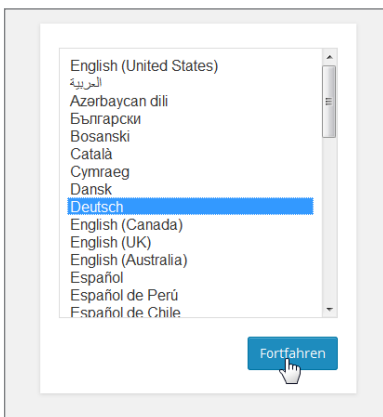 English (United States)
العربية
Azərbaycan dili
Български
Bosanski
Català
Cymraeg
Dansk
Deutsch
English (Canada)
English (UK)
English (Australia)
Español
Español de Perú
Español de Chile
Fortfahren